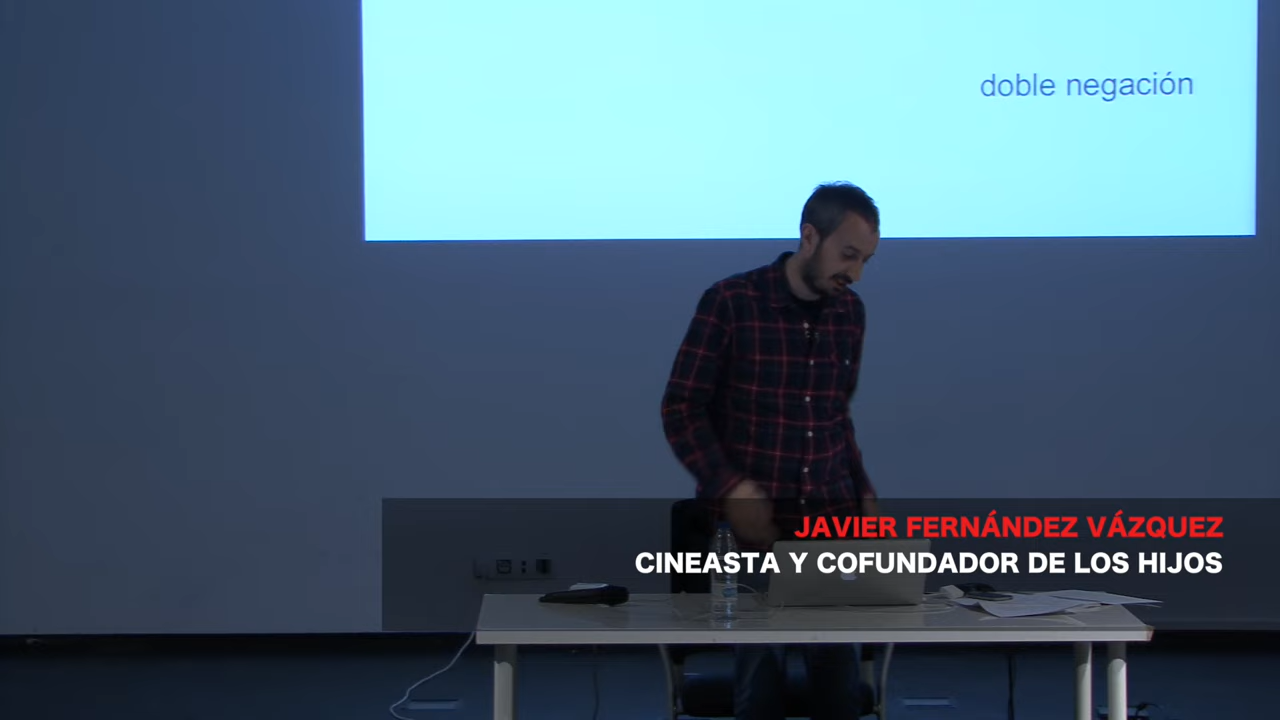 doble negación
JAVIER FERNÁNDEZ VÁZQUEZ
CINEASTA Y COFUNDADOR DE LOS HIJOS